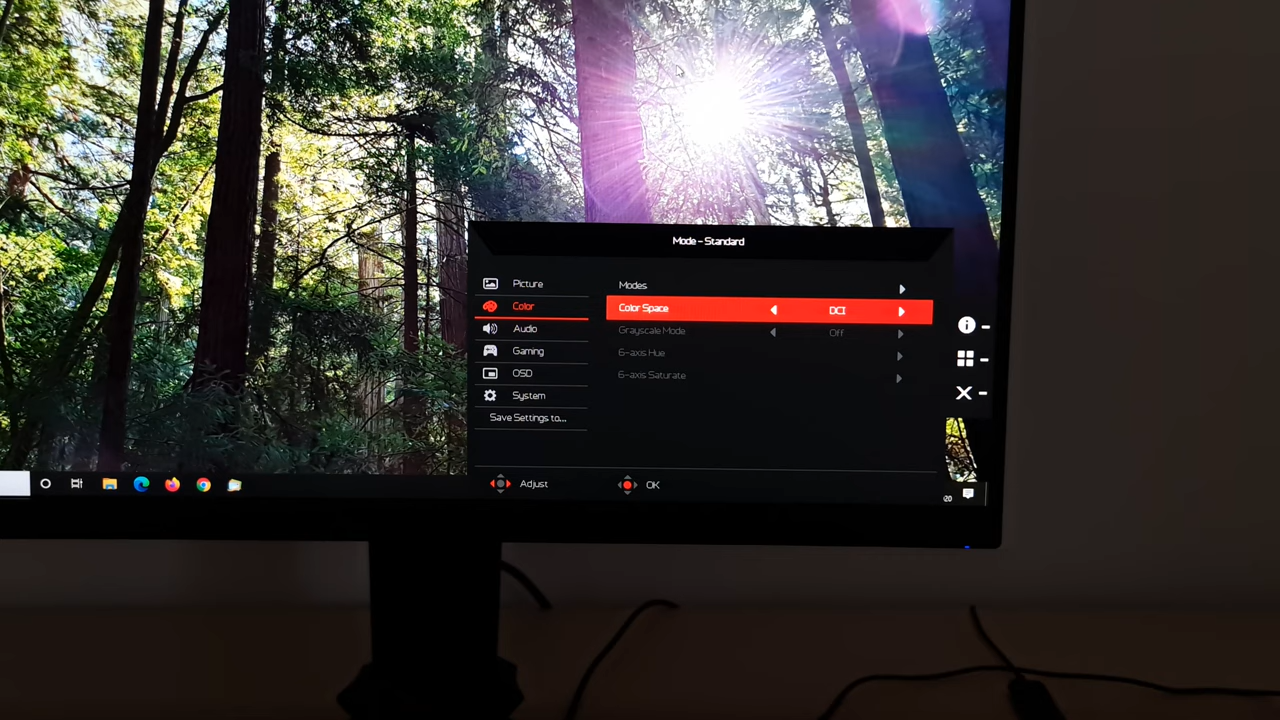 Mode - Standard
Picture
Color
Audio
Gaming
OSD
System
Save Settings to...
Modes
Color Space DCI
Grayscale Mode Off
6-axis Hue
6-axis Saturate
Adjust OK